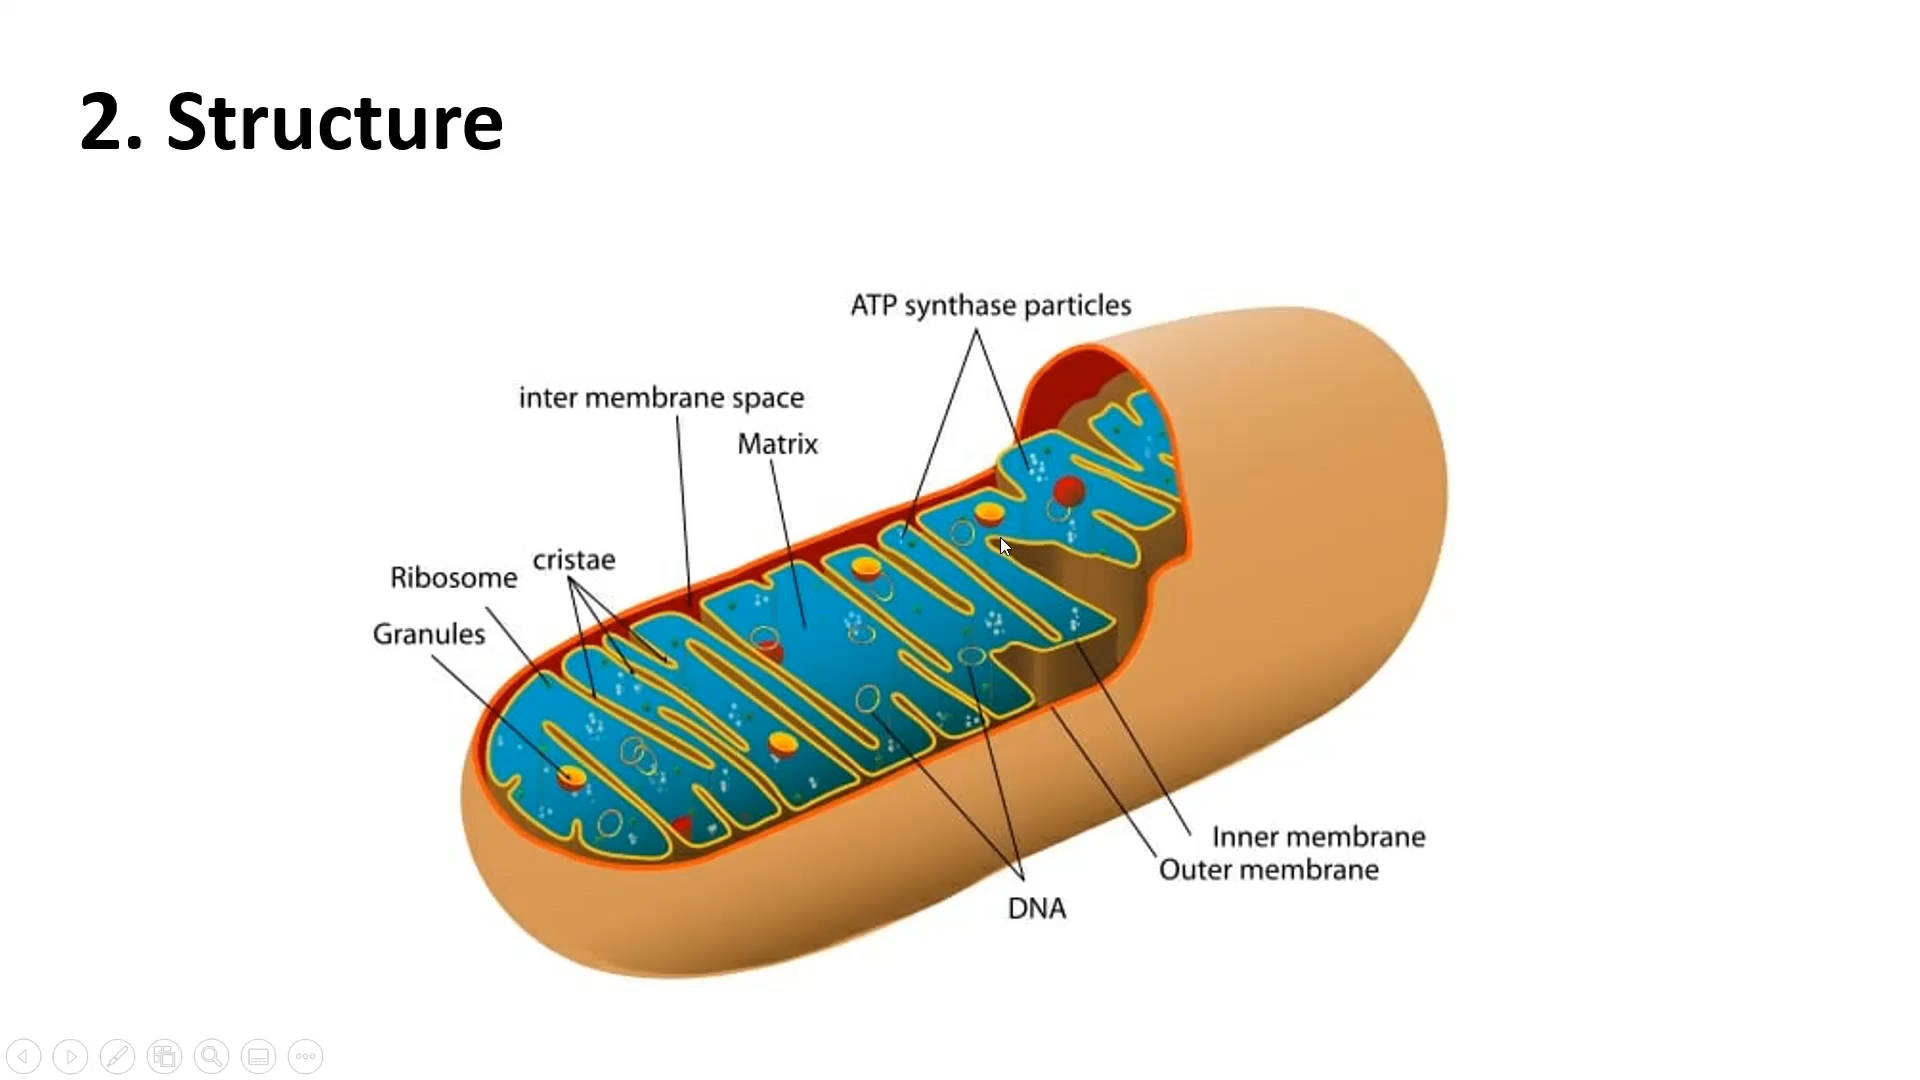 2. Structure
ATP synthase particles
inter membrane space
Matrix
cristae
Ribosome
Granules
Inner membrane
Outer membrane
DNA